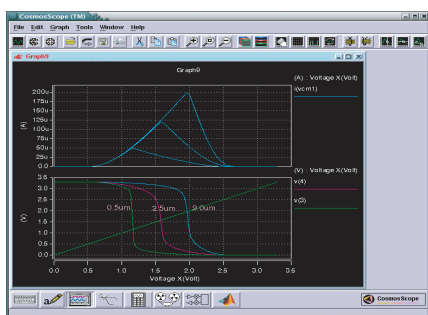 CosmosScope (TM)
File Edit Graph Tools Window Help
Graph9
Graph9
(A) : Voltage X(Volt)
i(vcm1)
200u
175u
150u
125u
100u
75u
50u
25u
0.0
(A)
(V) : Voltage X(Volt)
v(4)
v(3)
3.5
3.0
2.5
2.0
1.5
1.0
0.5
0.0
(V)
0.5um 2.5um 9.0um
0.0 0.5 1.0 1.5 2.0 2.5 3.0 3.5
Voltage X(Volt)
CosmosScope